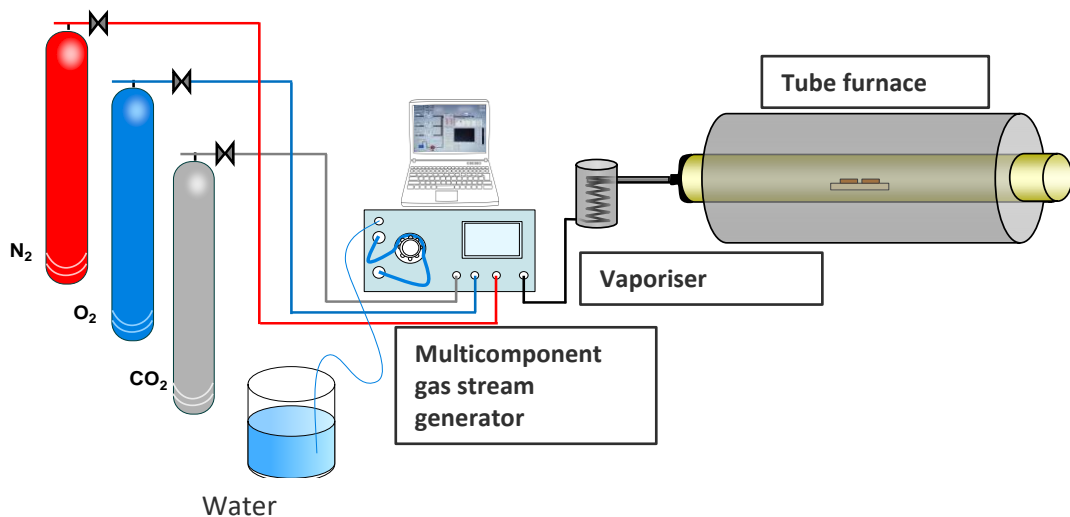 Tube furnace
N₂
O₂
CO₂
Vaporiser
Multicomponent
gas stream
generator
Water